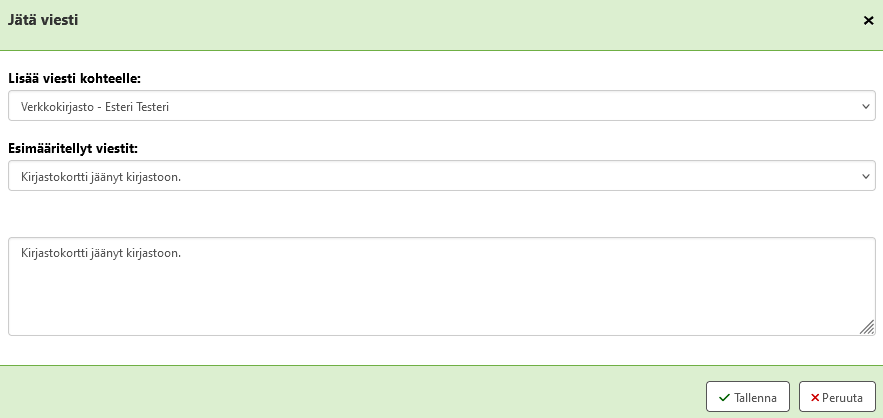 Jätä viesti
Lisää viesti kohteelle:
Verkkokirjasto - Esteri Testeri
Esimääritellyt viestit:
Kirjastokortti jäänyt kirjastoon.
Kirjastokortti jäänyt kirjastoon.
Tallenna
Peruuta